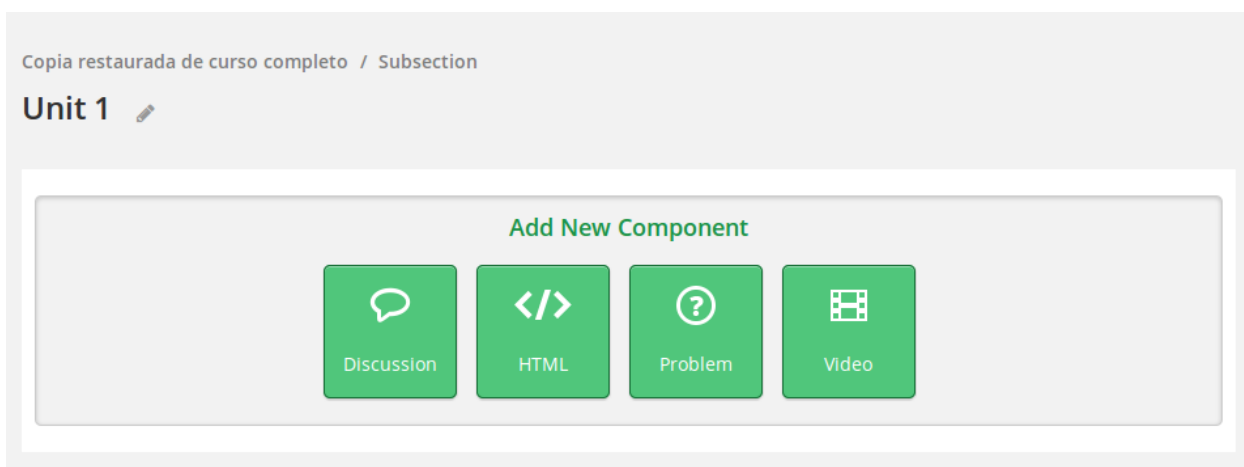 Copia restaurada de curso completo / Subsection
Unit 1
Add New Component
Discussion
HTML
Problem
Video